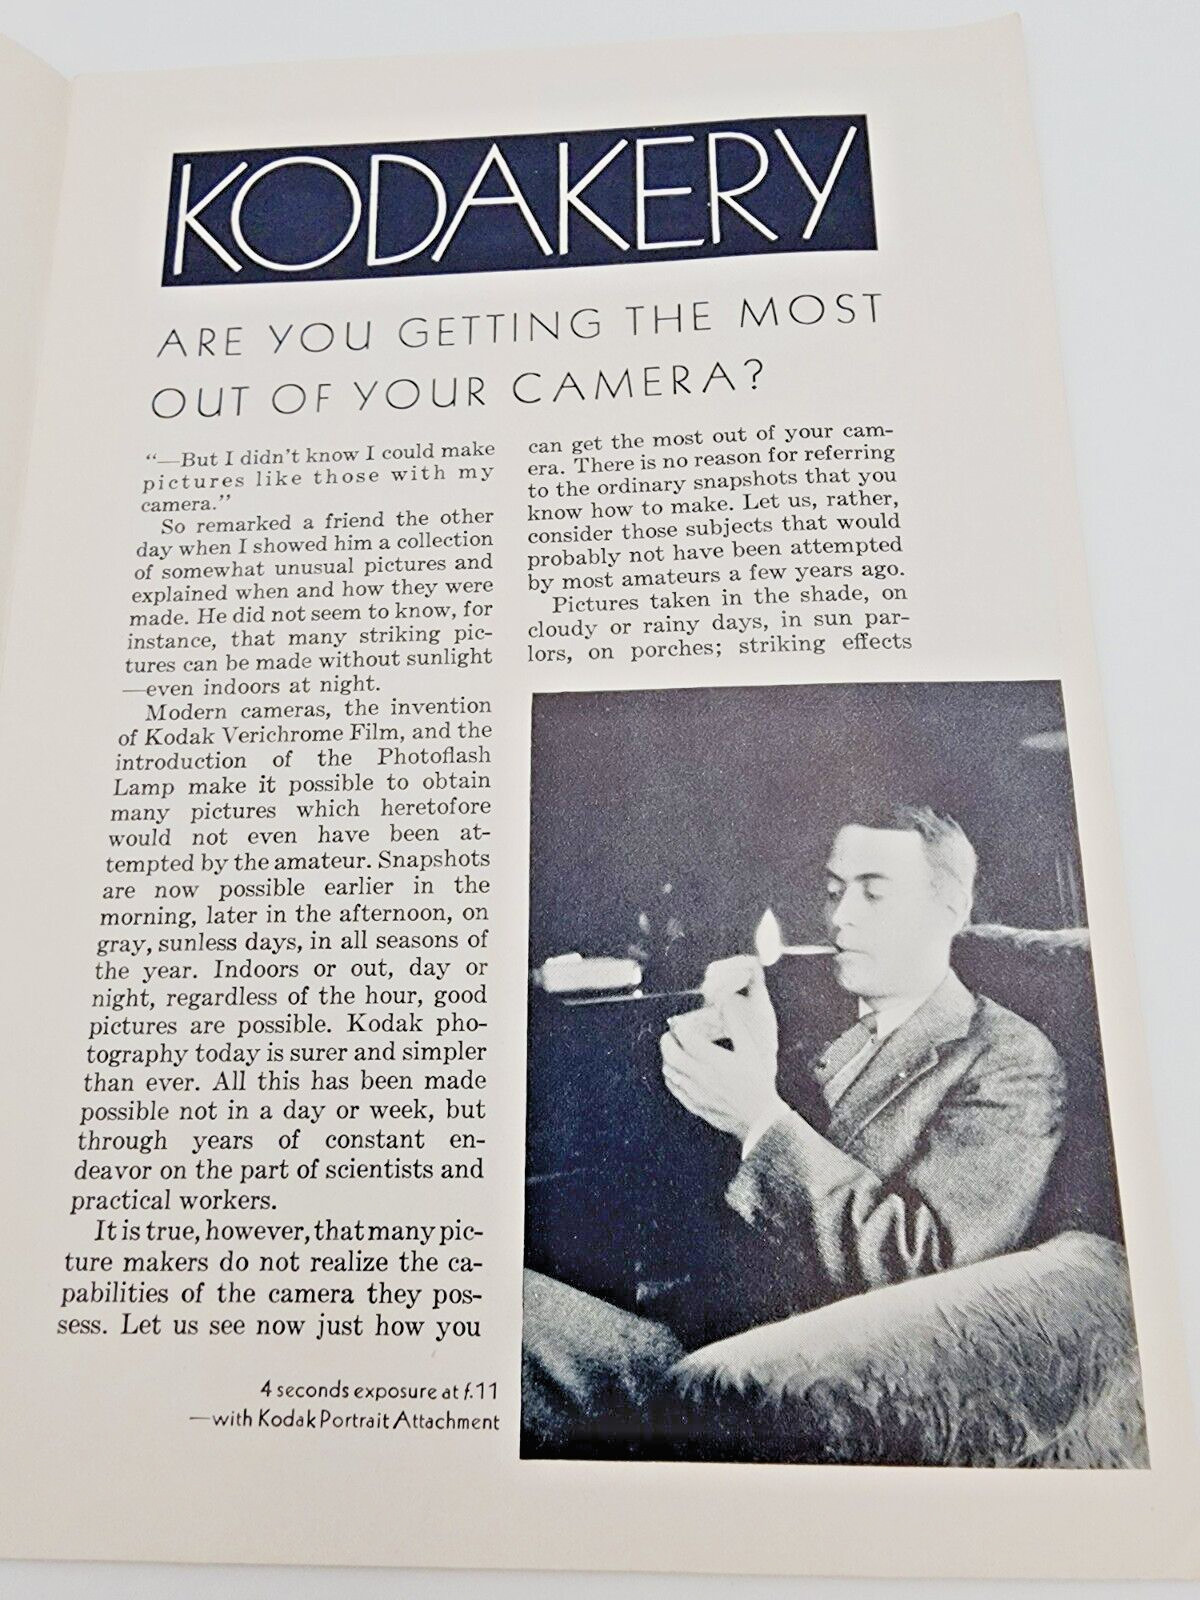 KODAKERY
ARE YOU GETTING THE MOST
OUT OF YOUR CAMERA?
"—But I didn't know I could make
pictures like those with my
camera."
So remarked a friend the other
day when I showed him a collection
of somewhat unusual pictures and
explained when and how they were
made. He did not seem to know, for
instance, that many striking pic-
tures can be made without sunlight
—even indoors at night.
Modern cameras, the invention
of Kodak Verichrome Film, and the
introduction of the Photoflash
Lamp make it possible to obtain
many pictures which heretofore
would not even have been at-
tempted by the amateur. Snapshots
are now possible earlier in the
morning, later in the afternoon, on
gray, sunless days, in all seasons of
the year. Indoors or out, day or
night, regardless of the hour, good
pictures are possible. Kodak pho-
tography today is surer and simpler
than ever. All this has been made
possible not in a day or week, but
through years of constant en-
deavor on the part of scientists and
practical workers.
It is true, however, that many pic-
ture makers do not realize the ca-
pabilities of the camera they pos-
sess. Let us see now just how you
can get the most out of your cam-
era. There is no reason for referring
to the ordinary snapshots that you
know how to make. Let us, rather,
consider those subjects that would
probably not have been attempted
by most amateurs a few years ago.
Pictures taken in the shade, on
cloudy or rainy days, in sun par-
lors, on porches; striking effects
4 seconds exposure at f.11
—with Kodak Portrait Attachment